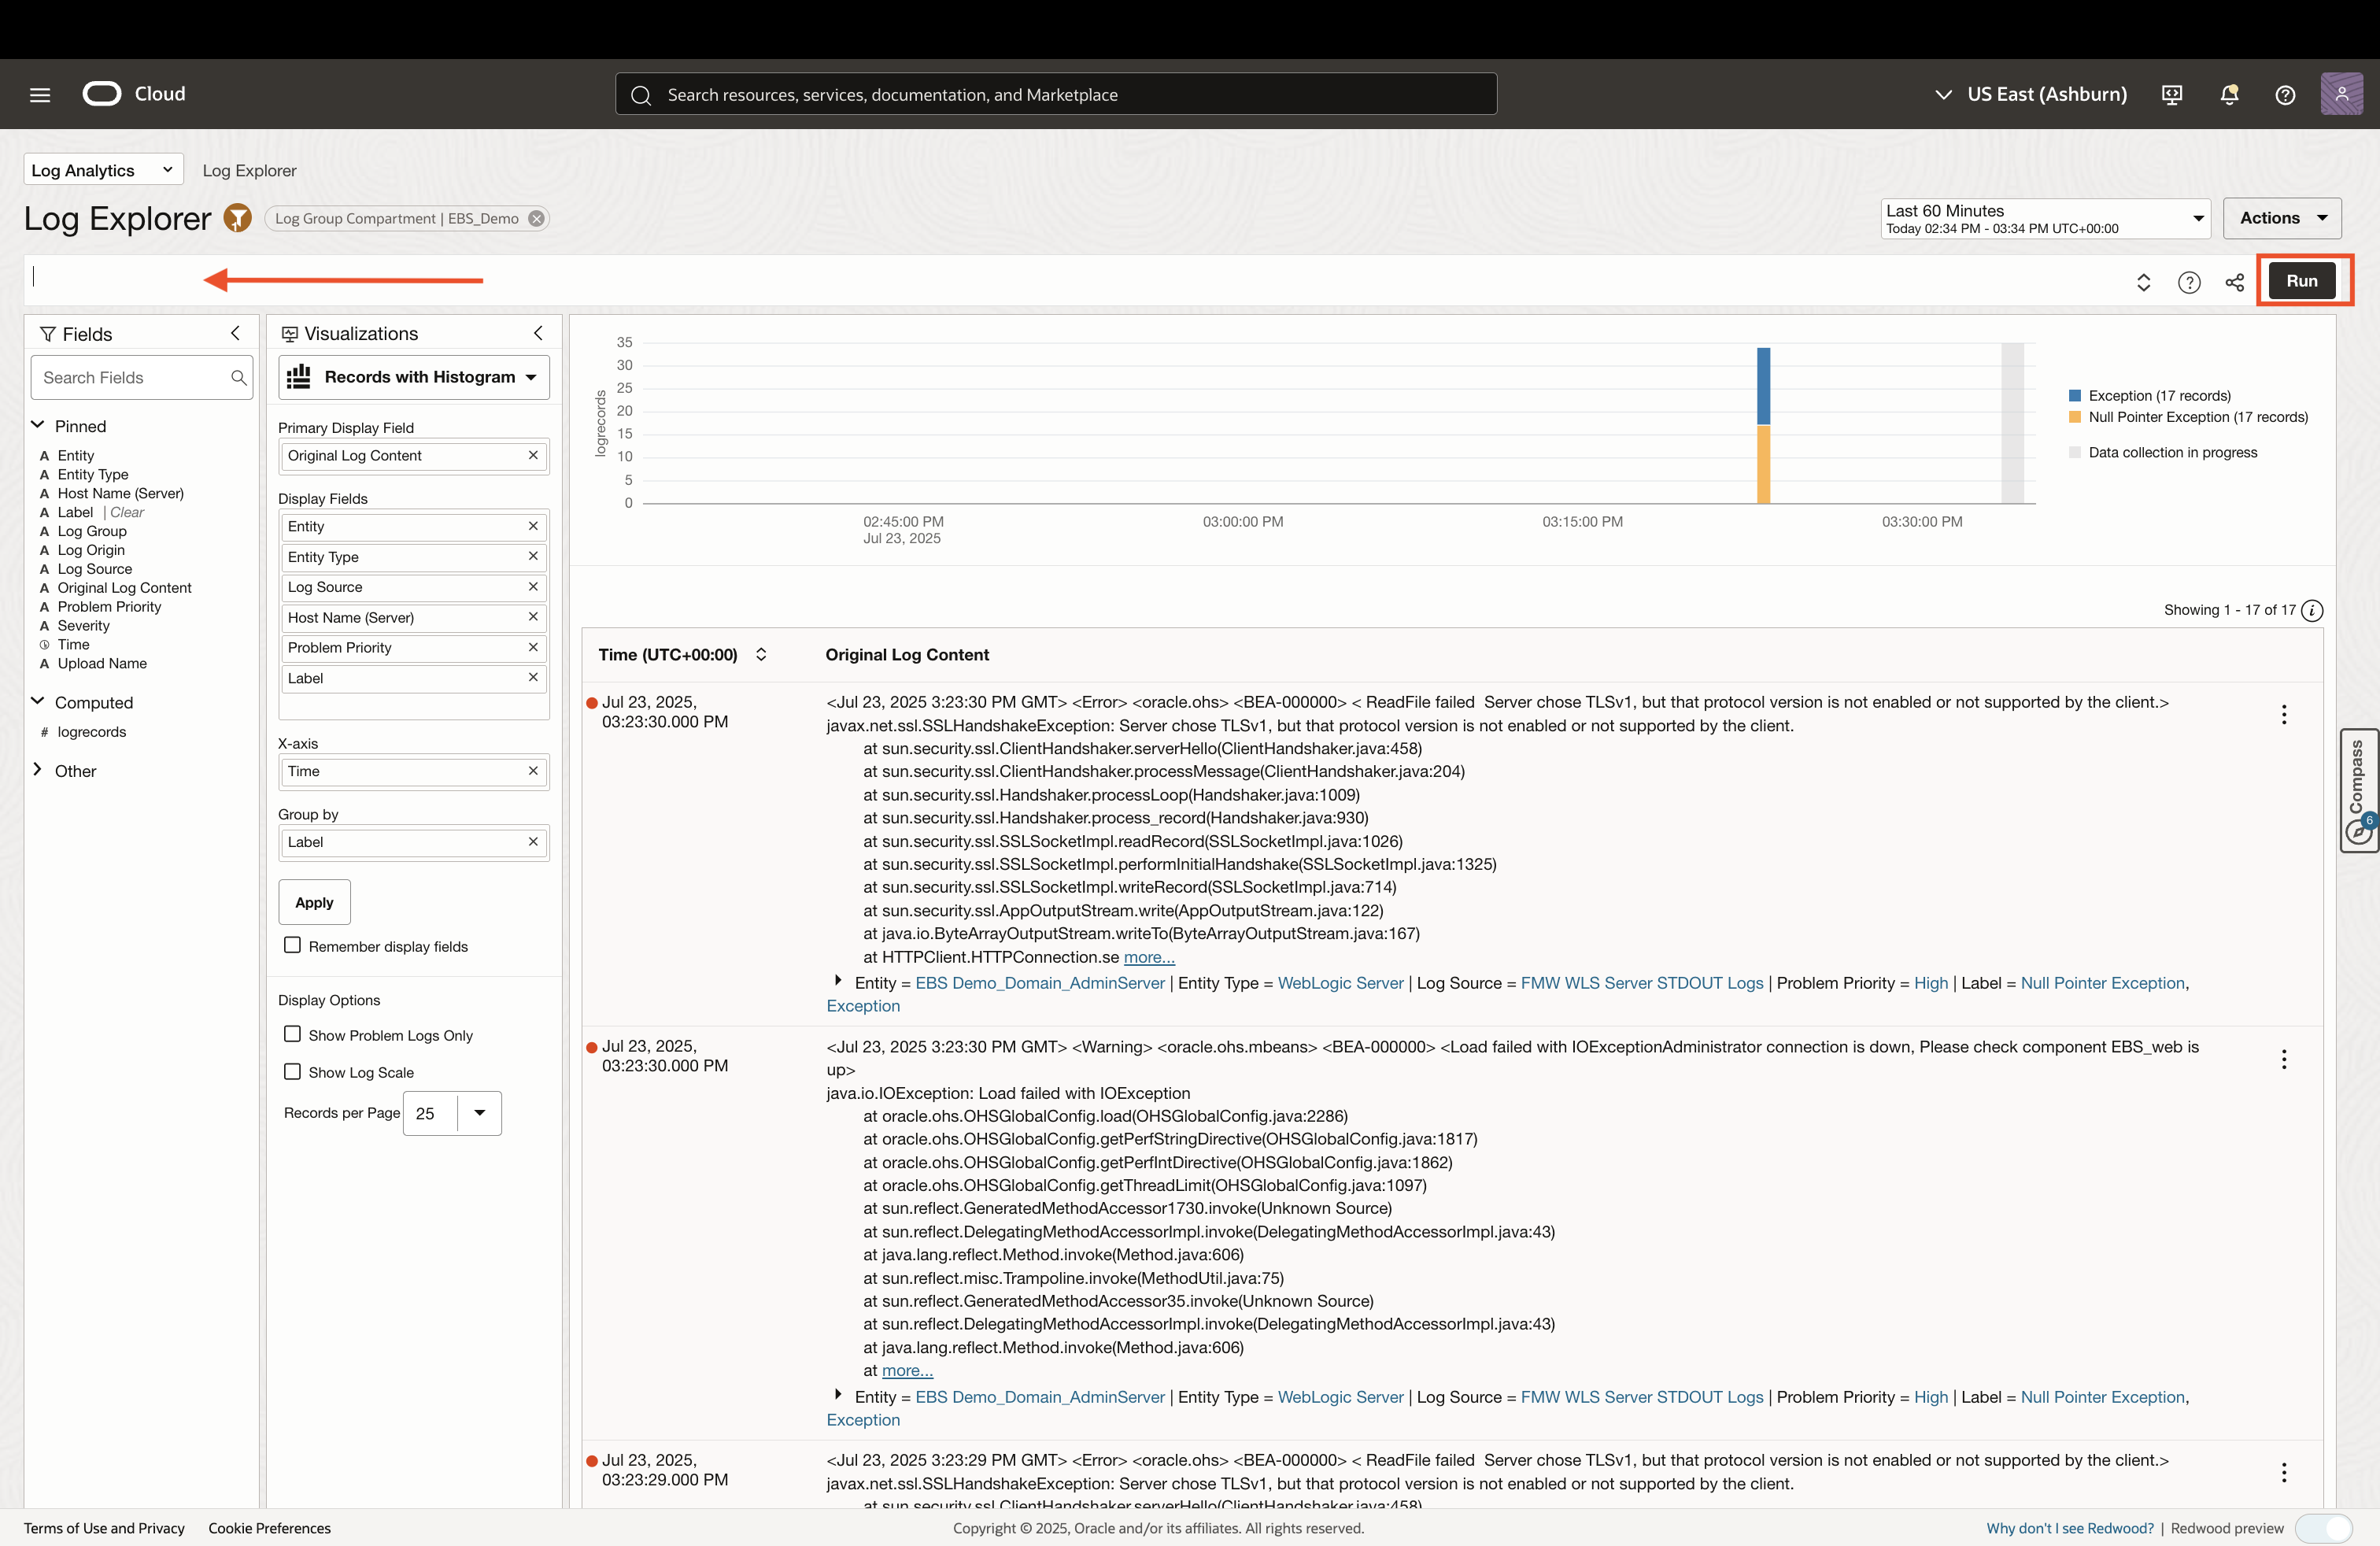 Cloud
Search resources, services, documentation, and Marketplace
US East (Ashburn)
Log Analytics
Log Explorer
Log Explorer
Log Group Compartment | EBS_Demo
Last 60 Minutes
Today 02:34 PM - 03:34 PM UTC+00:00
Actions
Run
Fields
Search Fields
Pinned
A Entity
A Entity Type
A Host Name (Server)
A Label | Clear
A Log Group
A Log Origin
A Log Source
A Original Log Content
A Problem Priority
A Severity
Time
A Upload Name
Computed
# logrecords
Other
Visualizations
Records with Histogram
Primary Display Field
Original Log Content
Display Fields
Entity
Entity Type
Log Source
Host Name (Server)
Problem Priority
Label
X-axis
Time
Group by
Label
Apply
Remember display fields
Display Options
Show Problem Logs Only
Show Log Scale
Records per Page 25
logrecords
35
30
25
20
15
10
5
0
02:45:00 PM
Jul 23, 2025
03:00:00 PM
03:15:00 PM
03:30:00 PM
Exception (17 records)
Null Pointer Exception (17 records)
Data collection in progress
Showing 1 - 17 of 17
Time (UTC+00:00)
Original Log Content
Jul 23, 2025,
03:23:30.000 PM
<Jul 23, 2025 3:23:30 PM GMT> <Error> <oracle.ohs> <BEA-000000> < ReadFile failed  Server chose TLSv1, but that protocol version is not enabled or not supported by the client.>
javax.net.ssl.SSLHandshakeException: Server chose TLSv1, but that protocol version is not enabled or not supported by the client.
at sun.security.ssl.ClientHandshaker.serverHello(ClientHandshaker.java:458)
at sun.security.ssl.ClientHandshaker.processMessage(ClientHandshaker.java:204)
at sun.security.ssl.Handshaker.processLoop(Handshaker.java:1009)
at sun.security.ssl.Handshaker.process_record(Handshaker.java:930)
at sun.security.ssl.SSLSocketImpl.readRecord(SSLSocketImpl.java:1026)
at sun.security.ssl.SSLSocketImpl.performInitialHandshake(SSLSocketImpl.java:1325)
at sun.security.ssl.SSLSocketImpl.writeRecord(SSLSocketImpl.java:714)
at sun.security.ssl.AppOutputStream.write(AppOutputStream.java:122)
at java.io.ByteArrayOutputStream.writeTo(ByteArrayOutputStream.java:167)
at HTTPClient.HTTPConnection.se more...
Entity = EBS Demo_Domain_AdminServer | Entity Type = WebLogic Server | Log Source = FMW WLS Server STDOUT Logs | Problem Priority = High | Label = Null Pointer Exception,
Exception
Jul 23, 2025,
03:23:30.000 PM
<Jul 23, 2025 3:23:30 PM GMT> <Warning> <oracle.ohs.mbeans> <BEA-000000> <Load failed with IOExceptionAdministrator connection is down, Please check component EBS_web is
up>
java.io.IOException: Load failed with IOException
at oracle.ohs.OHSGlobalConfig.load(OHSGlobalConfig.java:2286)
at oracle.ohs.OHSGlobalConfig.getPerfStringDirective(OHSGlobalConfig.java:1817)
at oracle.ohs.OHSGlobalConfig.getPerfIntDirective(OHSGlobalConfig.java:1862)
at oracle.ohs.OHSGlobalConfig.getThreadLimit(OHSGlobalConfig.java:1097)
at sun.reflect.GeneratedMethodAccessor1730.invoke(Unknown Source)
at sun.reflect.DelegatingMethodAccessorImpl.invoke(DelegatingMethodAccessorImpl.java:43)
at java.lang.reflect.Method.invoke(Method.java:606)
at sun.reflect.misc.Trampoline.invoke(MethodUtil.java:75)
at sun.reflect.GeneratedMethodAccessor35.invoke(Unknown Source)
at sun.reflect.DelegatingMethodAccessorImpl.invoke(DelegatingMethodAccessorImpl.java:43)
at java.lang.reflect.Method.invoke(Method.java:606)
at more...
Entity = EBS Demo_Domain_AdminServer | Entity Type = WebLogic Server | Log Source = FMW WLS Server STDOUT Logs | Problem Priority = High | Label = Null Pointer Exception,
Exception
Jul 23, 2025,
03:23:29.000 PM
<Jul 23, 2025 3:23:29 PM GMT> <Error> <oracle.ohs> <BEA-000000> < ReadFile failed  Server chose TLSv1, but that protocol version is not enabled or not supported by the client.>
javax.net.ssl.SSLHandshakeException: Server chose TLSv1, but that protocol version is not enabled or not supported by the client.
at sun.security.ssl.ClientHandshaker.serverHello(ClientHandshaker.java:458)
Compass
6
Terms of Use and Privacy
Cookie Preferences
Copyright © 2025, Oracle and/or its affiliates. All rights reserved.
Why don't I see Redwood? | Redwood preview